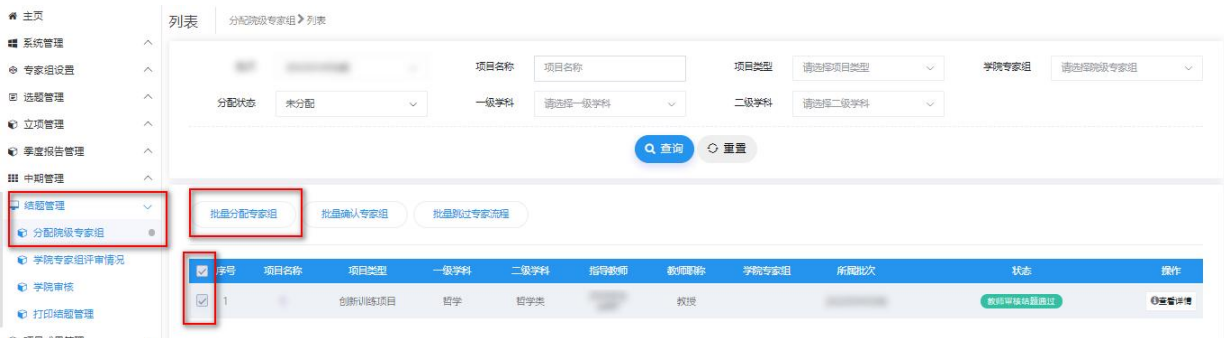 主页
系统管理
专家组设置
选题管理
立项管理
季度报告管理
中期管理
结题管理
分配院级专家组
学院专家组评审情况
学院审核
打印结题管理
列表 分配院级专家组 > 列表
项目名称 项目名称 项目类型 请选择项目类型 学院专家组 请选择院级专家组
分配状态 未分配 一级学科 请选择一级学科 二级学科 请选择二级学科
查询 重置
批量分配专家组 批量确认专家组 批量跳过专家流程
序号 项目名称 项目类型 一级学科 二级学科 指导教师 教师职称 学院专家组 所属批次 状态 操作
1 创新训练项目 哲学 哲学类 教授 教师审核结题通过 查看详情